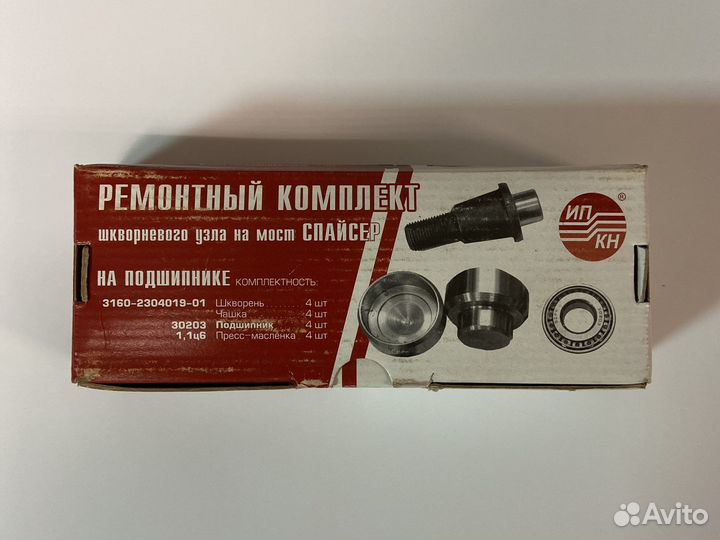 РЕМОНТНЫЙ КОМПЛЕКТ
шкворневого узла на мост СПАЙСЕР
НА ПОДШИПНИКЕ КОМПЛЕКТНОСТЬ:
3160-2304019-01 Шкворень 4 шт
Чашка 4 шт
30203 Подшипник 4 шт
1,1ц6 Пресс-маслёнка 4 шт
ИП
КН
®
Avito